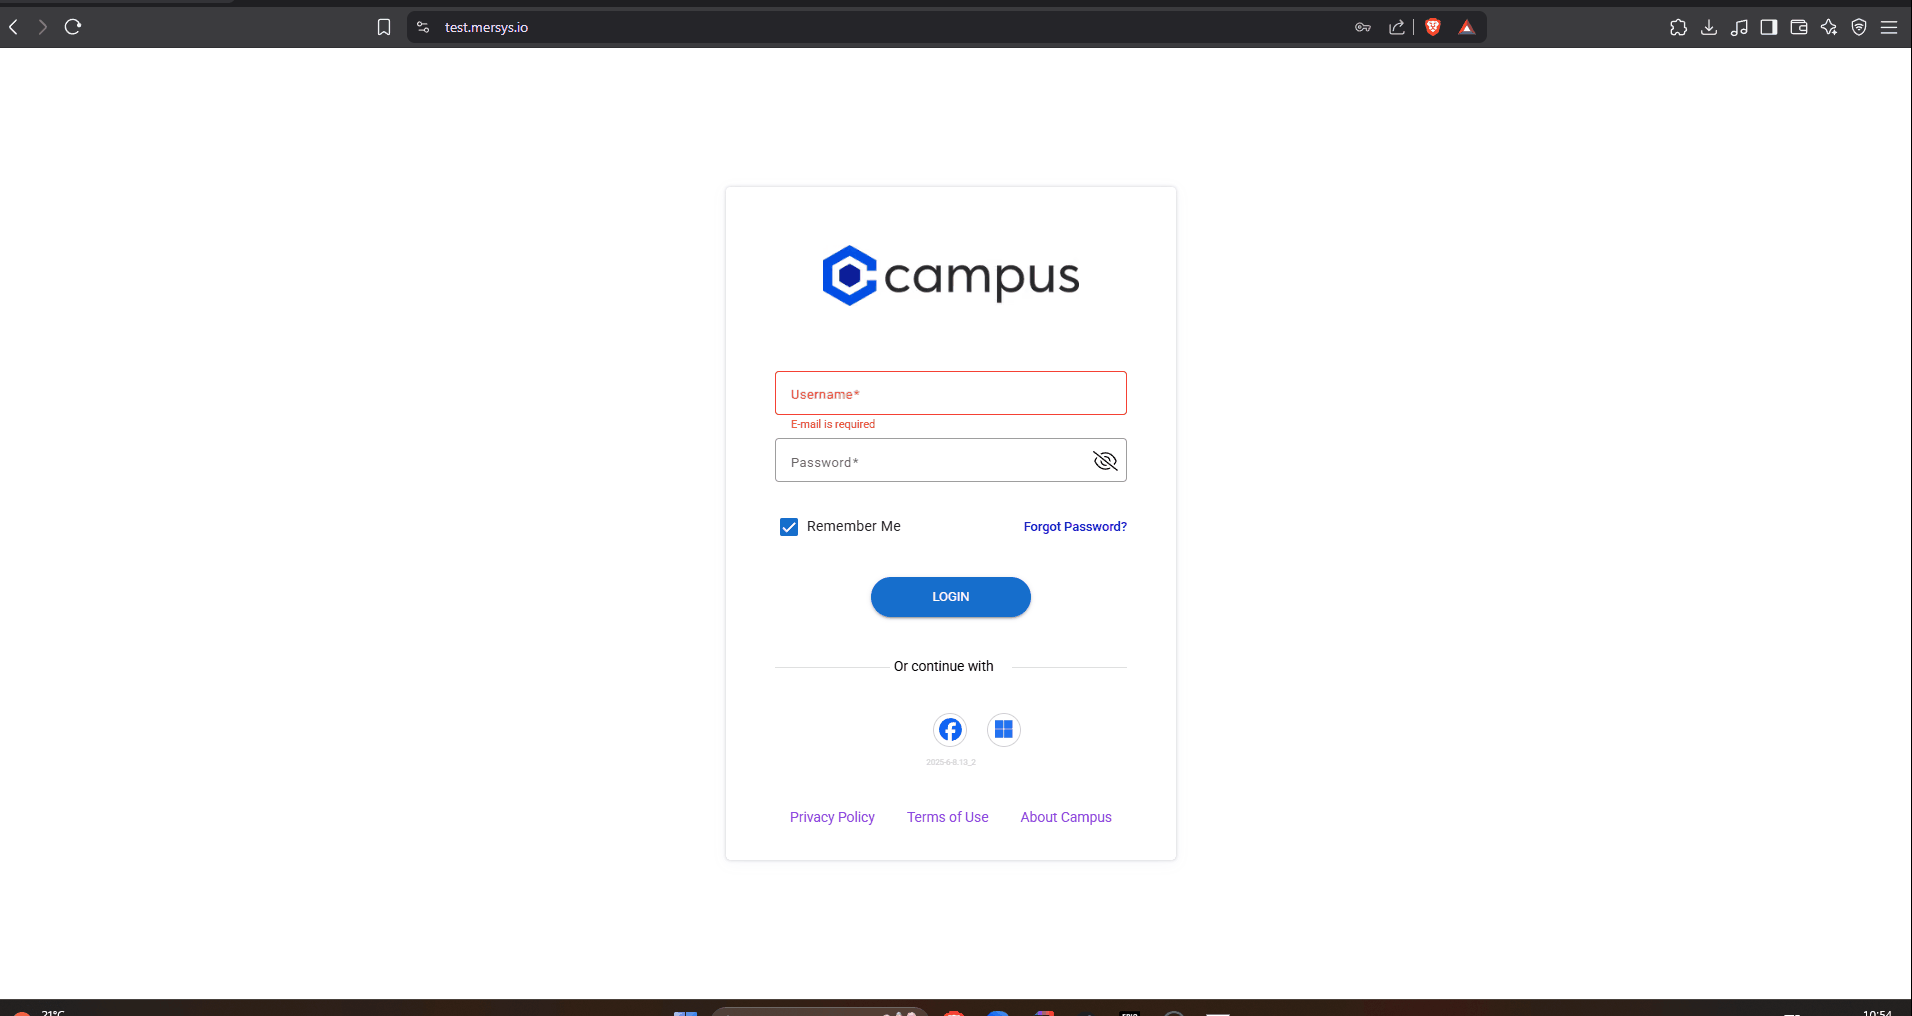 test.mersys.io
campus
Username*
E-mail is required
Password*
Remember Me
Forgot Password?
LOGIN
Or continue with
2025-6-8.13_2
Privacy Policy
Terms of Use
About Campus
21°C
10:54